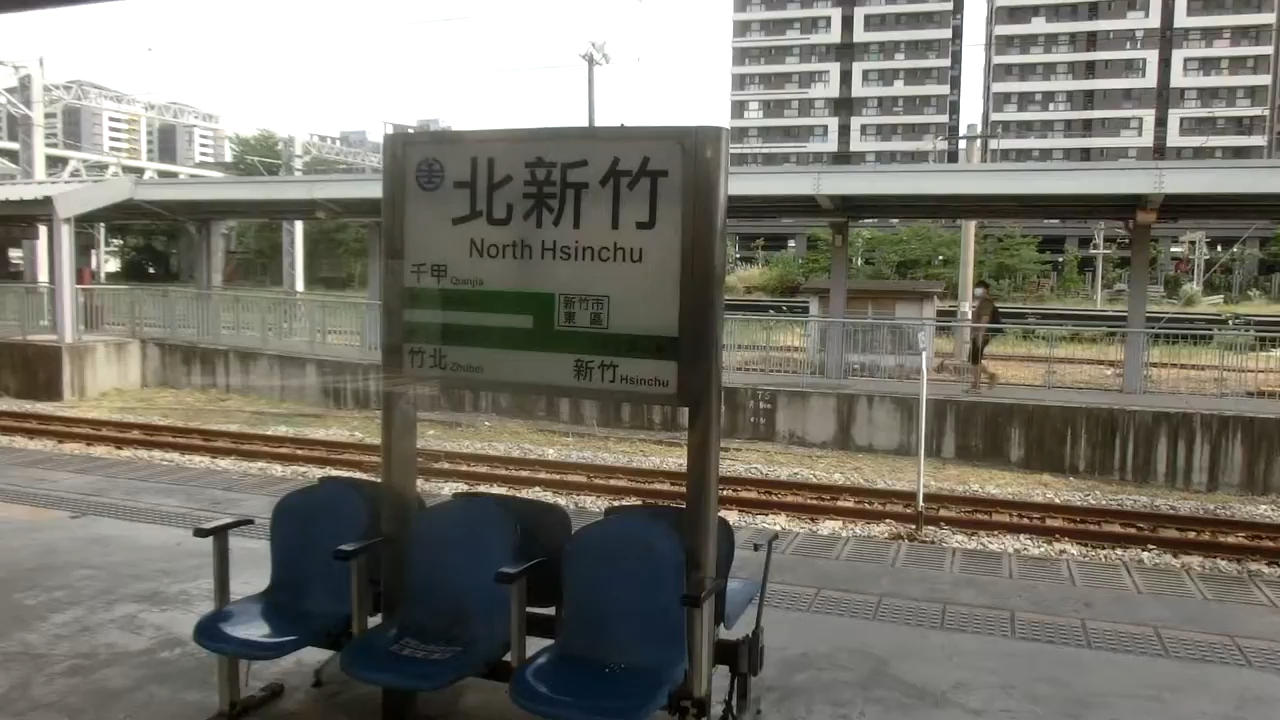 北新竹
North Hsinchu
千甲 Qianjia
新竹市
東區
竹北 Zhubei
新竹 Hsinchu